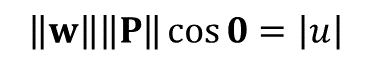 ‖𝐰‖‖𝐏‖ cos 𝟎 = |𝑢|